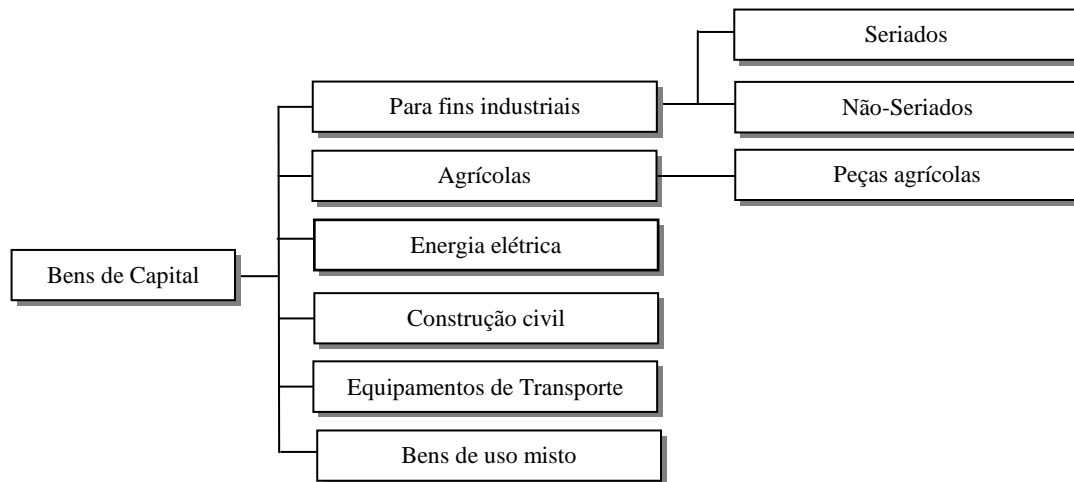 Seriados
Para fins industriais
Não-Seriados
Agrícolas
Peças agrícolas
Energia elétrica
Bens de Capital
Construção civil
Equipamentos de Transporte
Bens de uso misto